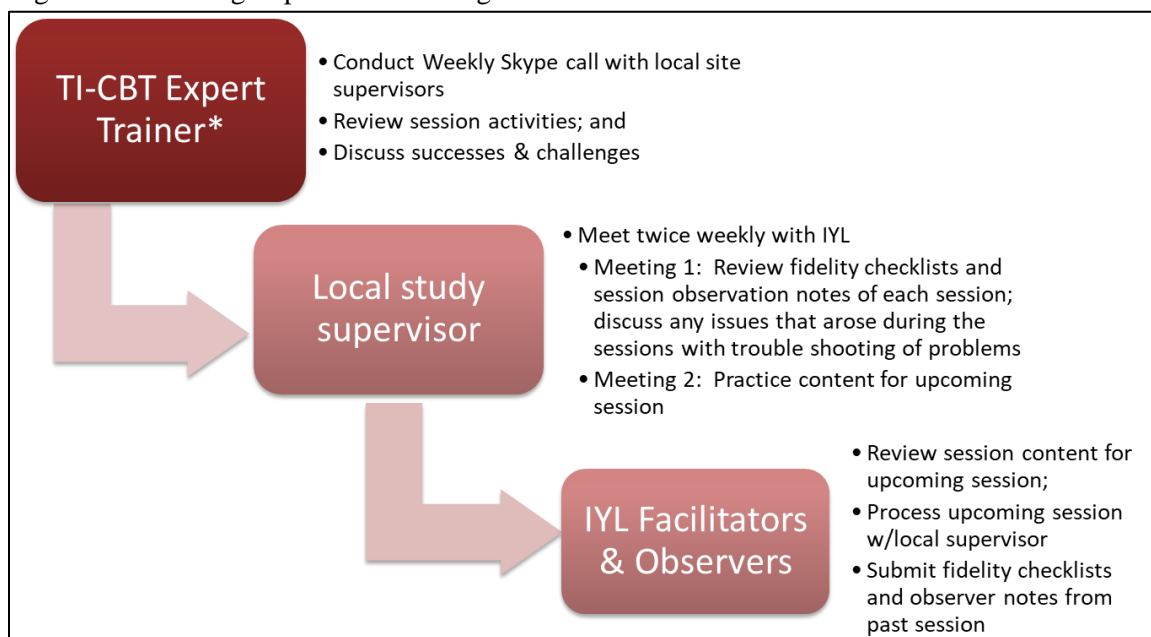 TI-CBT Expert
Trainer*
• Conduct Weekly Skype call with local site
supervisors
• Review session activities; and
• Discuss successes & challenges
Local study
supervisor
• Meet twice weekly with IYL
• Meeting 1: Review fidelity checklists and
session observation notes of each session;
discuss any issues that arose during the
sessions with trouble shooting of problems
• Meeting 2: Practice content for upcoming
session
IYL Facilitators
& Observers
• Review session content for
upcoming session;
• Process upcoming session
w/local supervisor
• Submit fidelity checklists
and observer notes from
past session